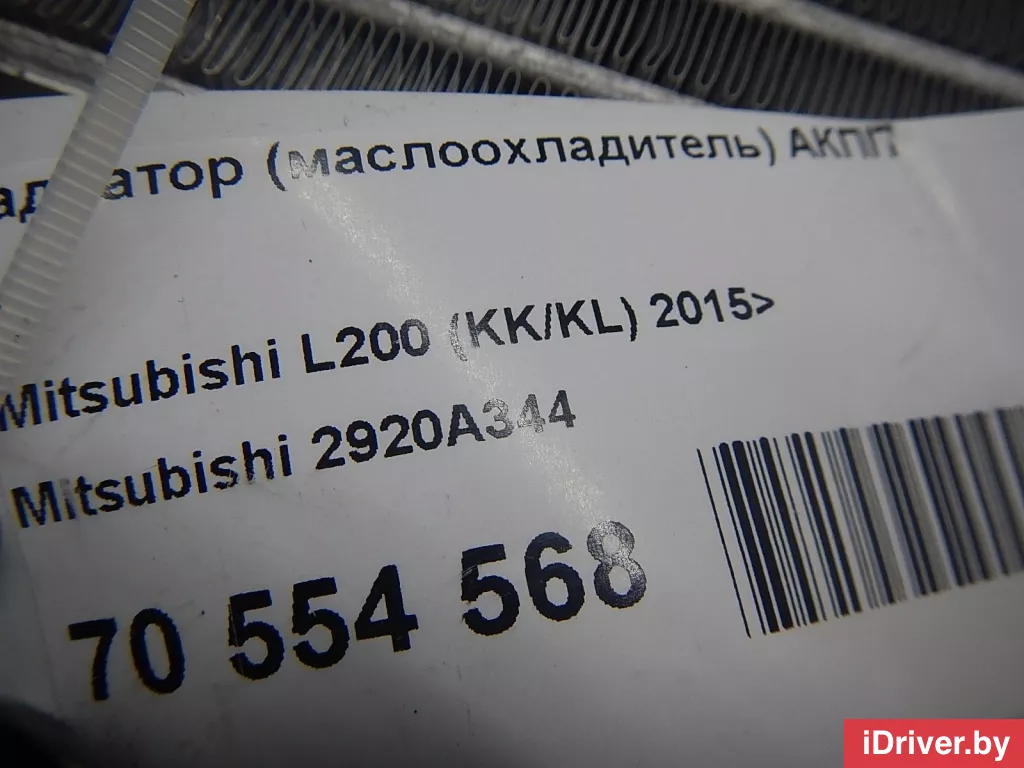 (маслоохладитель) АКПП
Mitsubishi L200 (KK/KL) 2015>
Mitsubishi 2920A344
70 554 568
iDriver.by